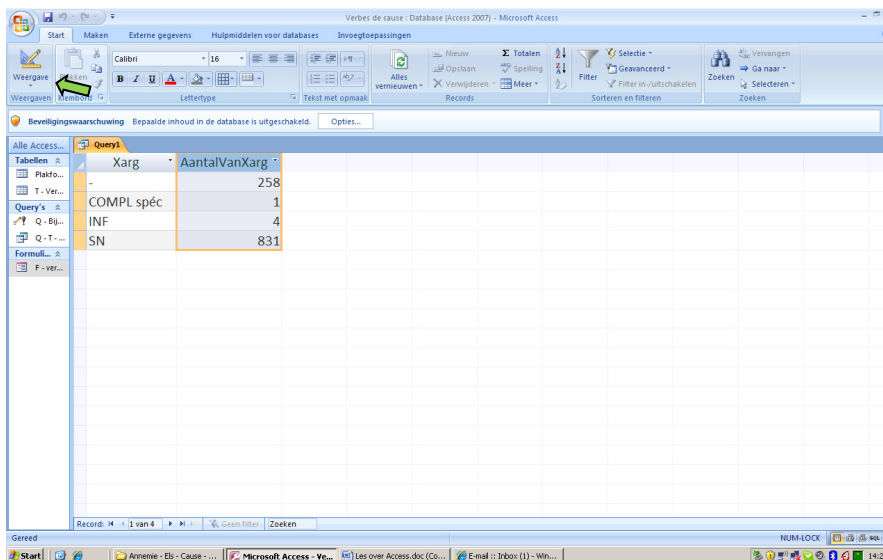 Verbes de cause : Database (Access 2007) - Microsoft Access
Start Maken Externe gegevens Hulpmiddelen voor databases Invoegtoepassingen
Weergave
Weergaven
Klembord
Calibri 16
B I U A
Lettertype
Tekst met opmaak
Alles vernieuwen
Nieuw
Opslaan
Verwijderen
Totalen
Spelling
Meer
Records
Filter
Selectie
Geavanceerd
Filter in-/uitschakelen
Sorteren en filteren
Zoeken
Vervangen
Ga naar
Selecteren
Zoeken
Beveiligingswaarschuwing Bepaalde inhoud in de database is uitgeschakeld. Opties...
Alle Access...
Tabellen
Plakfo...
T - Ver...
Query's
Q - Bij...
Q - T - ...
Formuli...
F - ver...
Query1
Xarg AantalVanXarg
- 258
COMPL spéc 1
INF 4
SN 831
Record: 1 van 4 Geen filter Zoeken
Gereed NUM-LOCK SQL
Start Annemie - Els - Cause - ... Microsoft Access - Ve... Les over Access.doc (Co... E-mail :: Inbox (1) - Win...